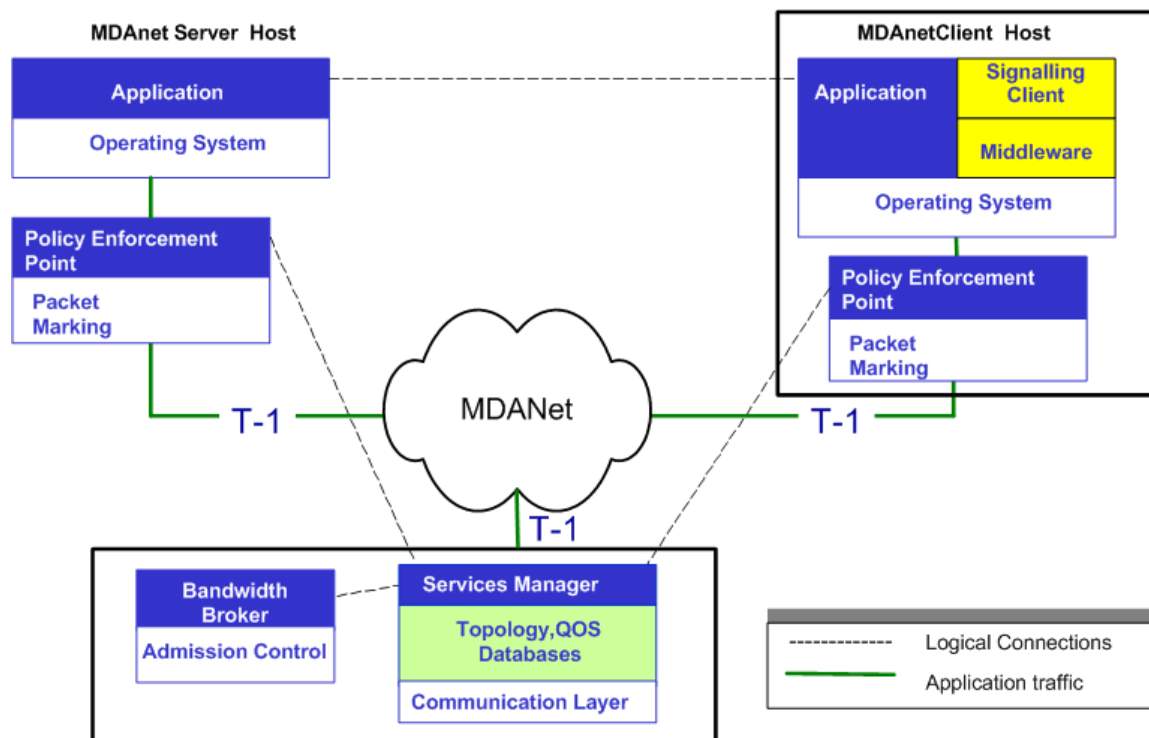 MDAnet Server Host
Application
Operating System
Policy Enforcement
Point
Packet
Marking
T-1
MDANet
T-1
MDAnetClient Host
Application
Signalling
Client
Middleware
Operating System
Policy Enforcement
Point
Packet
Marking
T-1
Bandwidth
Broker
Admission Control
Services Manager
Topology,QOS
Databases
Communication Layer
Logical Connections
Application traffic